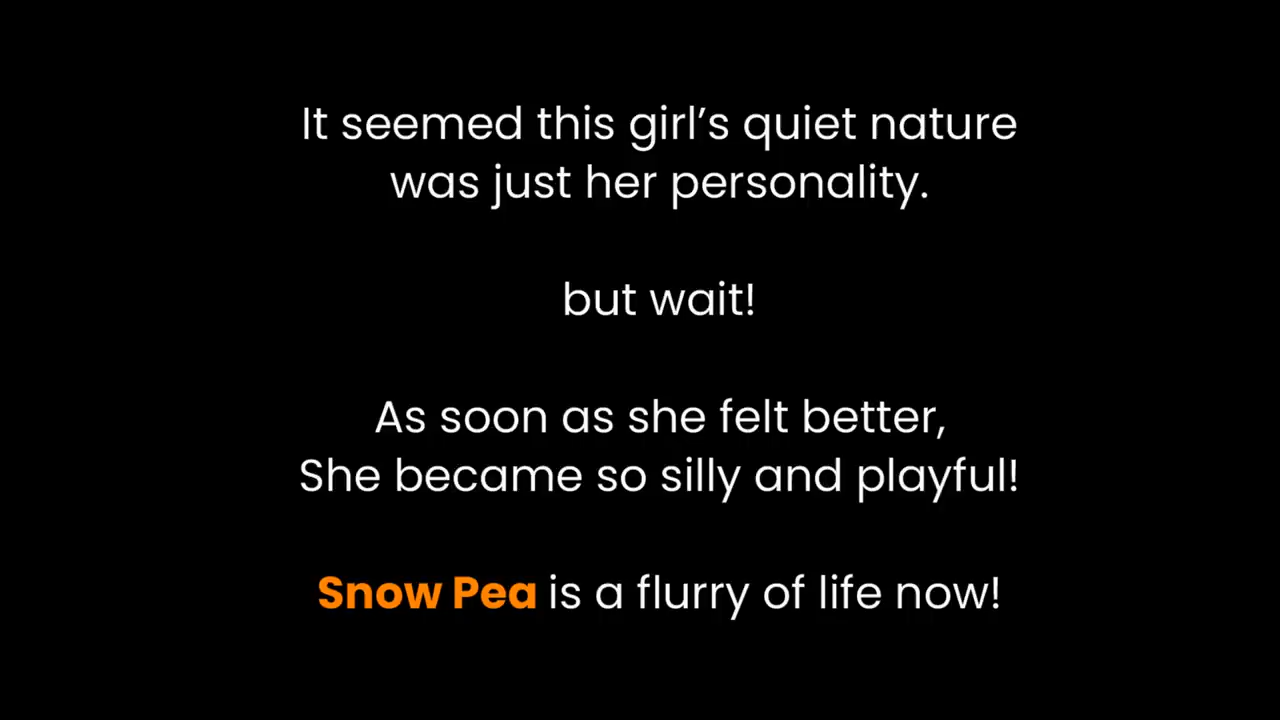 It seemed this girl’s quiet nature
was just her personality.
but wait!
As soon as she felt better,
She became so silly and playful!
Snow Pea is a flurry of life now!